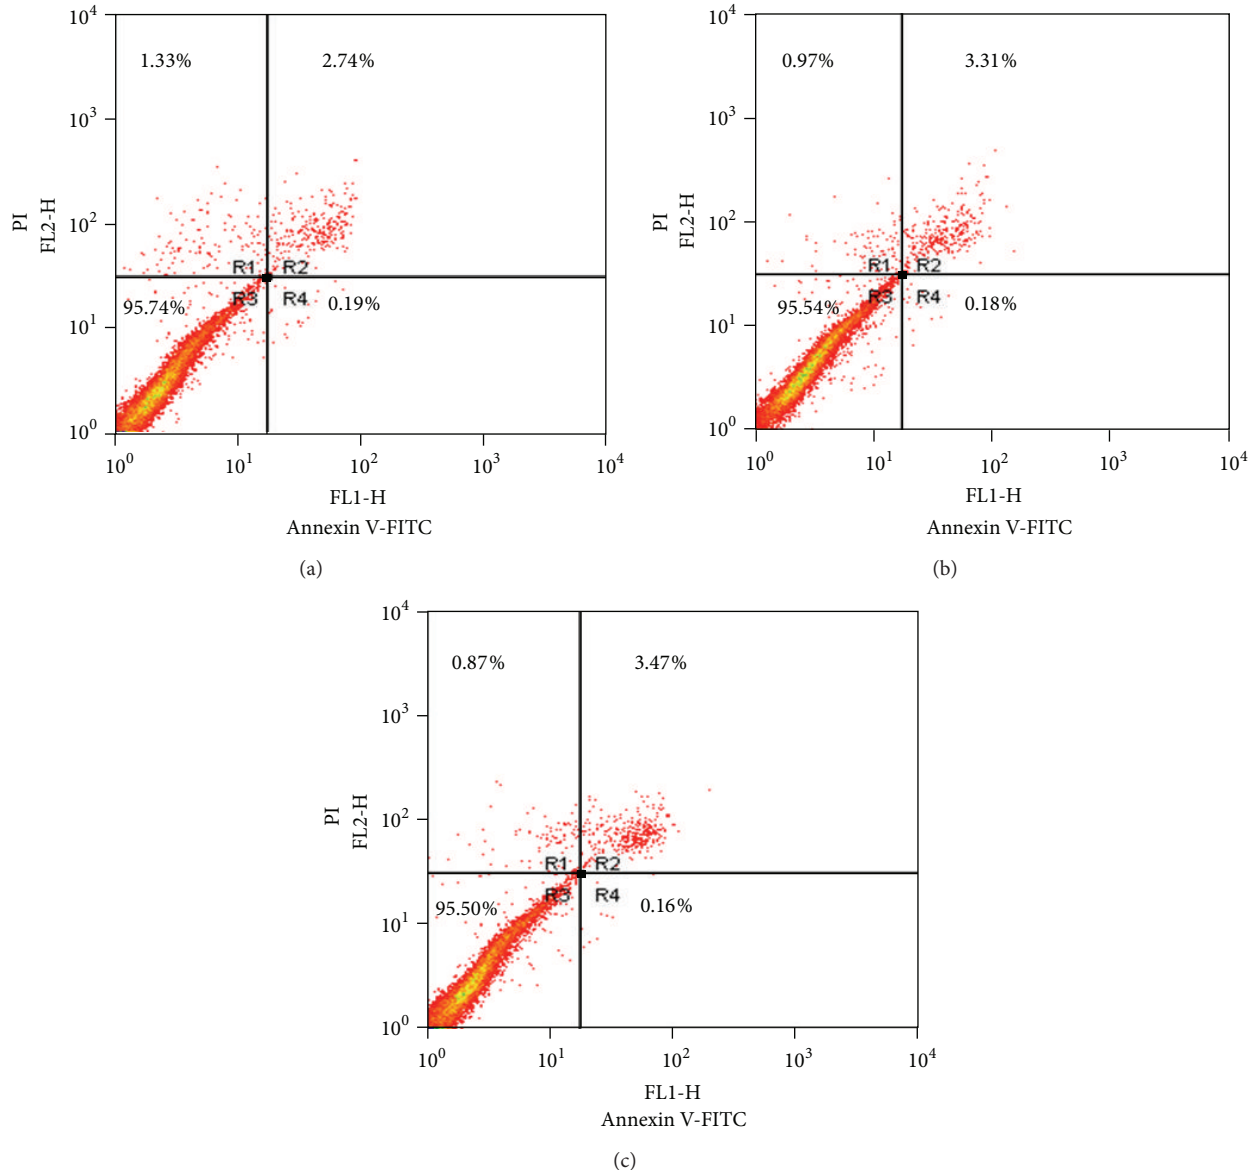 10^4
1.33%
2.74%
10^3
PI
FL2-H
10^2
R1
R2
95.74%
R3
R4
0.19%
10^1
10^0
10^0
10^1
10^2
10^3
10^4
FL1-H
Annexin V-FITC
(a)
10^4
0.97%
3.31%
10^3
PI
FL2-H
10^2
R1
R2
95.54%
R3
R4
0.18%
10^1
10^0
10^0
10^1
10^2
10^3
10^4
FL1-H
Annexin V-FITC
(b)
10^4
0.87%
3.47%
10^3
PI
FL2-H
10^2
R1
R2
95.50%
R3
R4
0.16%
10^1
10^0
10^0
10^1
10^2
10^3
10^4
FL1-H
Annexin V-FITC
(c)